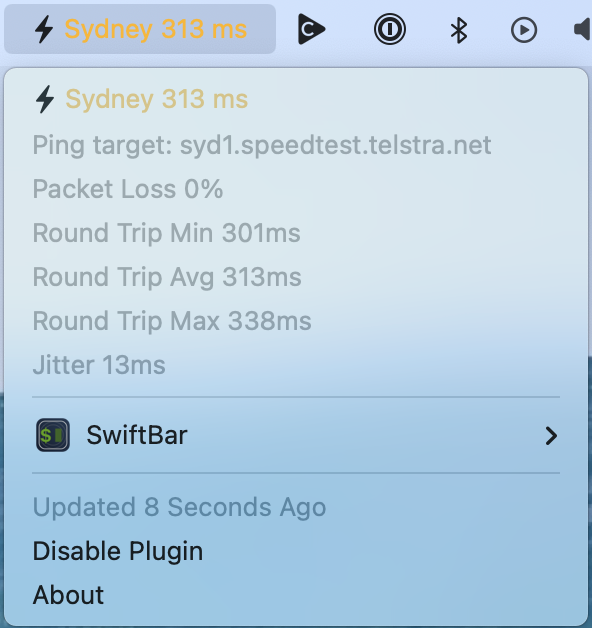 Sydney 313 ms
Sydney 313 ms
Ping target: syd1.speedtest.telstra.net
Packet Loss 0%
Round Trip Min 301ms
Round Trip Avg 313ms
Round Trip Max 338ms
Jitter 13ms
$
SwiftBar
Updated 8 Seconds Ago
Disable Plugin
About